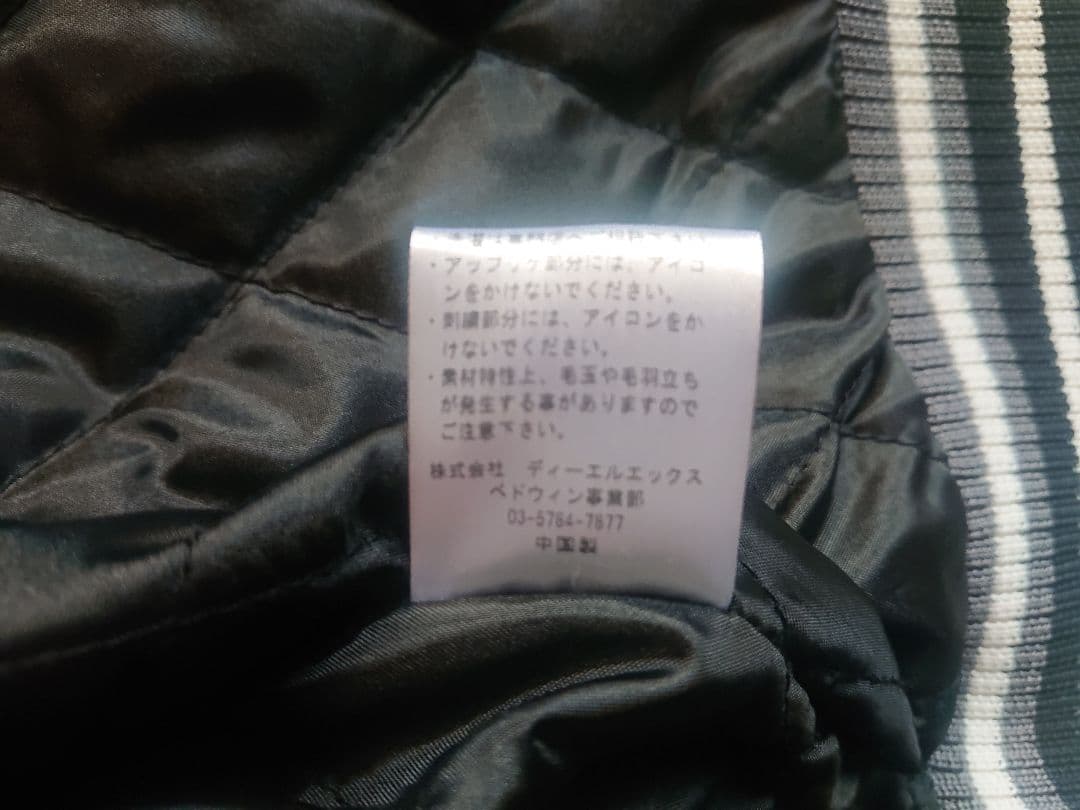 ・アップリケ部分には、アイコ
ンをかけないでください。
・刺繍部分には、アイコンをか
けないでください。
・素材特性上、毛玉や毛羽立ち
が発生する事がありますので
ご注意下さい。
株式会社 ディーエルエックス
ベドウィン事業部
03-5784-7877
中国製